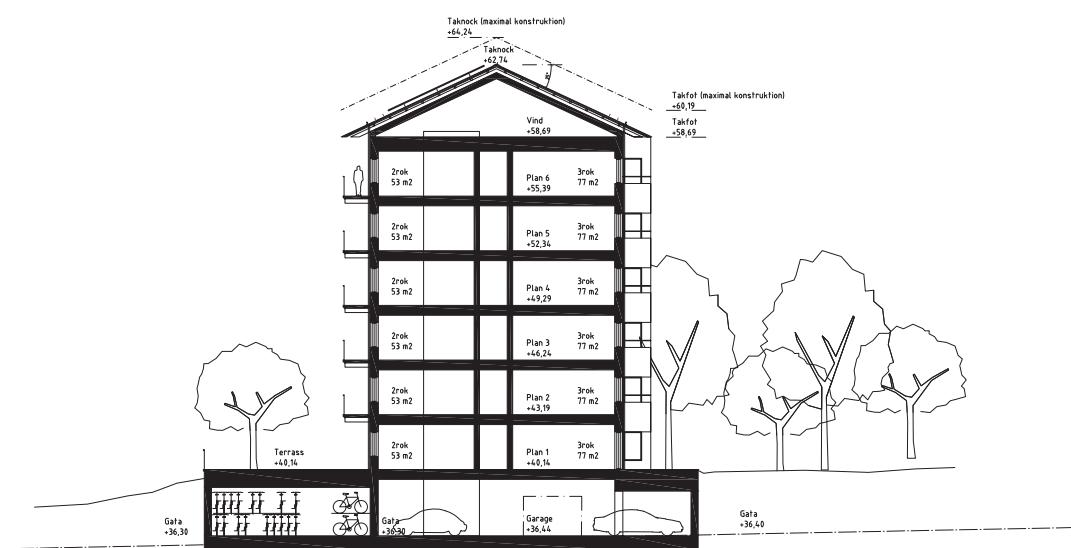 Taknock (maximal konstruktion)
+64,24
Taknock
+62,74
Takfot (maximal konstruktion)
+60,19
Takfot
+58,69
Vind
+58,69
2rok
53 m2
Plan 6
+55,39
3rok
77 m2
2rok
53 m2
Plan 5
+52,34
3rok
77 m2
2rok
53 m2
Plan 4
+49,29
3rok
77 m2
2rok
53 m2
Plan 3
+46,24
3rok
77 m2
2rok
53 m2
Plan 2
+43,19
3rok
77 m2
Terrass
+40,14
2rok
53 m2
Plan 1
+40,14
3rok
77 m2
Gata
+36,30
Gata
+36,30
Garage
+36,44
Gata
+36,40